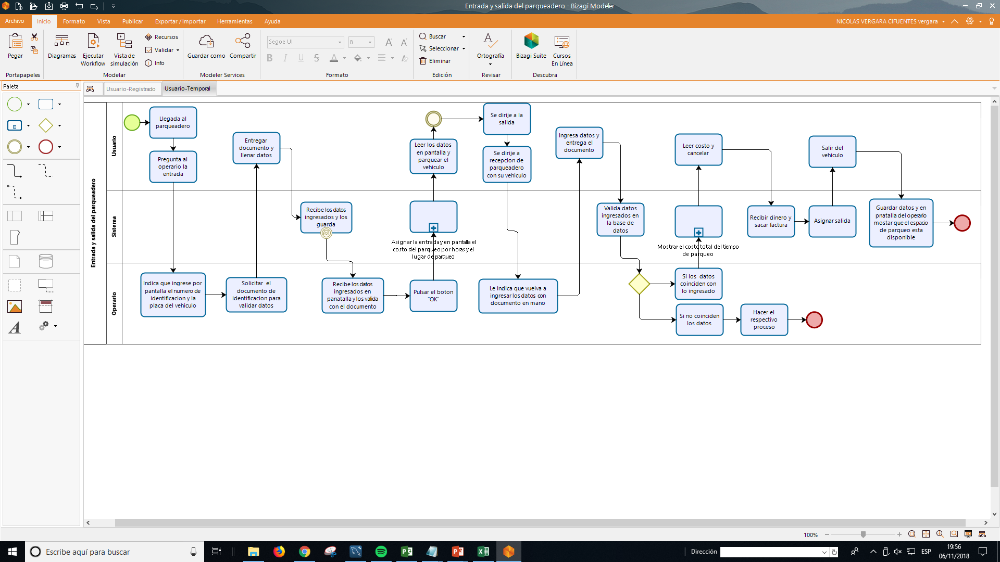 Entrada y salida del parqueadero - Bizagi Modeler
Archivo
Inicio
Formato
Vista
Publicar
Exportar / Importar
Herramientas
Ayuda
NICOLAS VERGARA CIFUENTES vergara
Pegar
Portapapeles
Diagramas
Ejecutar
Workflow
Vista de
simulación
Recursos
Validar
Info
Modelar
Guardar como
Compartir
Modeler Services
Segoe UI
8
A
A
B
I
U
S
A
Formato
Buscar
Seleccionar
Eliminar
Edición
Ortografía
Revisar
Bizagi Suite
Cursos
En Línea
Descubra
Paleta
Usuario-Registrado
Usuario-Temporal
Entrada y salida del parqueadero
Usuario
Llegada al
parqueadero
Pregunta al
operario la
entrada
Entregar
documento y
llenar datos
Leer los datos
en pantalla y
parquear el
vehiculo
Se dirije a la
salida
Se dirije a
recepcion de
parqueadero
con su vehiculo
Ingresa datos y
entrega el
documento
Leer costo y
cancelar
Salir del
vehiculo
Sistema
Recibe los datos
ingresados y los
guarda
Asignar la entraday en pantalla el
costo del parqueo por horas y el
lugar de parqueo
Valida datos
ingresados en
la base de
datos
Mostrar el costo total del tiempo
de parqueo
Recibir dinero y
sacar factura
Asignar salida
Guardar datos y en
pnatalla del operario
mostar que el espacio
de parqueo esta
disponible
Operario
Indica que ingrese por
pantalla el numero de
identificacion y la
placa del vehiculo
Solicitar el
documento de
identificacion para
validar datos
Recibe los datos
ingresados en
panatalla y los valida
con el documento
Pulsar el boton
"OK"
Le indica que vuelva a
ingresar los datos con
documento en mano
Si los datos
coinciden con
lo ingresado
Si no coinciden
los datos
Hacer el
respectivo
proceso
A
100%
Escribe aquí para buscar
Dirección
ESP
19:56
06/11/2018